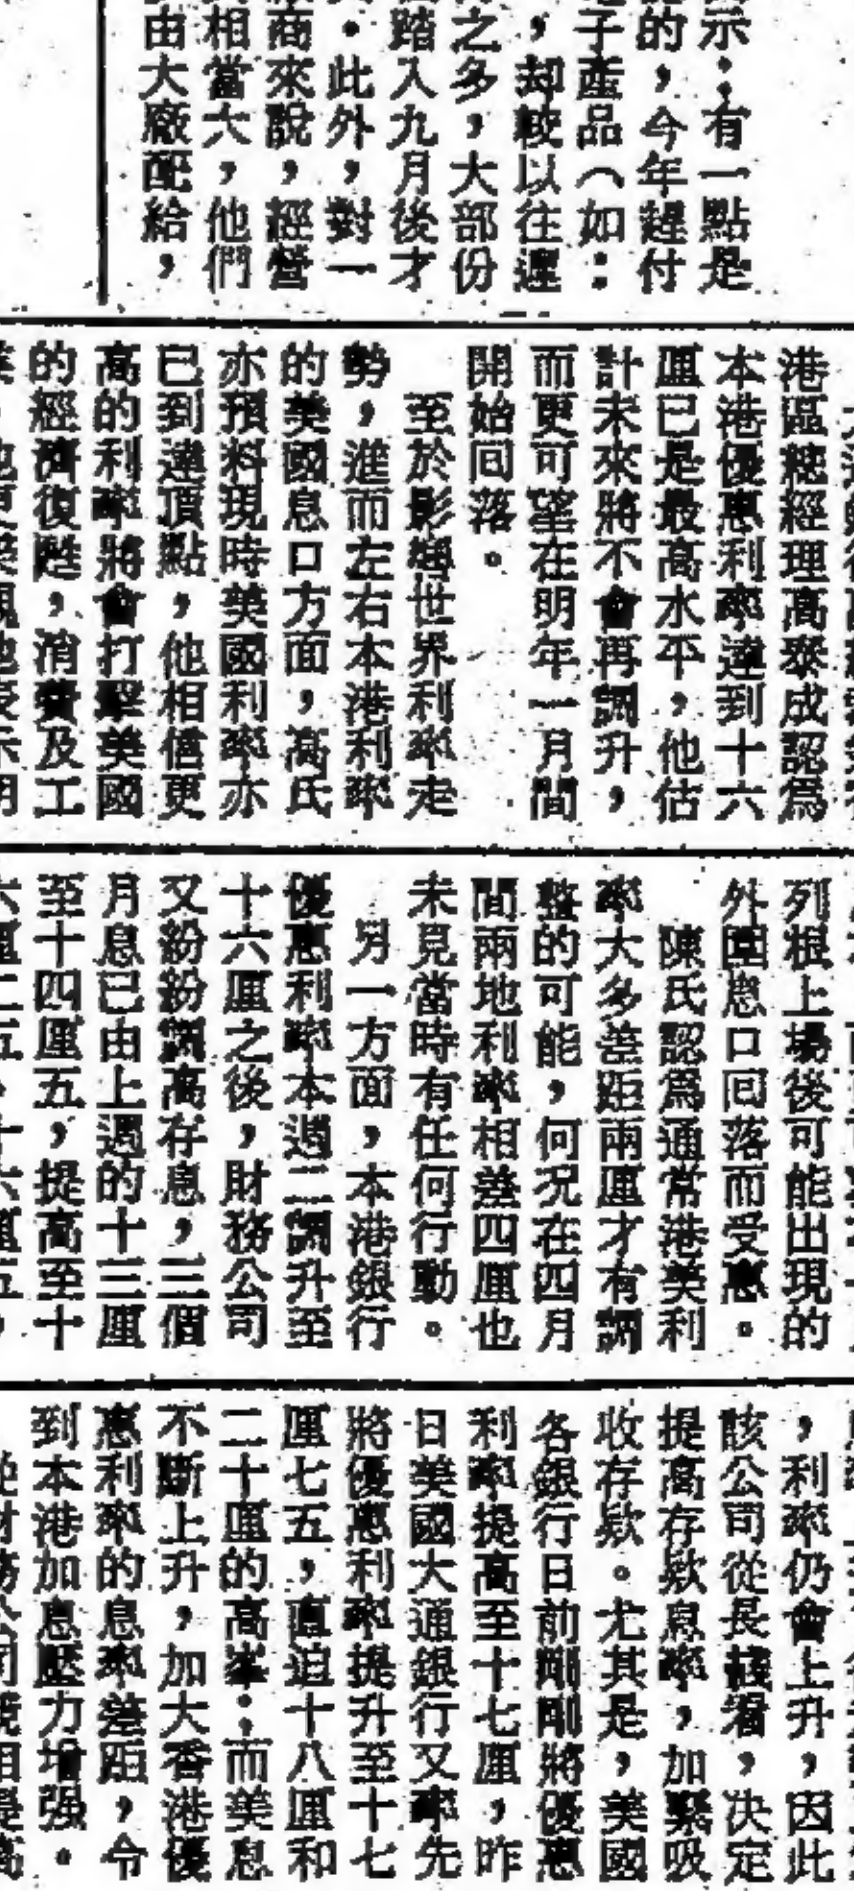 示；有一點是
的，今年趕付
子產品（如：
，却較以往遲
之多，大部份
踏入九月後才
。此外，對一
商來說，經營
相當大，他們
由大廠配給，
港區總經理高泰成認爲
本港優惠利率達到十六
厘已是最高水平，他估
計未來將不會再調升，
而更可望在明年一月間
開始回落。
至於影響世界利率走
勢，進而左右本港利率
的美國息口方面，高氏
亦預料現時美國利率亦
已到達頂點，他相信更
高的利率將會打擊美國
的經濟復甦，消費及工
列根上場後可能出現的
外圍息口回落而受惠。
陳氏認爲通常港美利
率大多差距兩厘才有調
整的可能，何況在四月
間兩地利率相差四厘也
未見當時有任何行動。
另一方面，本港銀行
優惠利率本週二調升至
十六厘之後，財務公司
又紛紛調高存息，三個
月息已由上週的十三厘
至十四厘五，提高至十
六厘二五、十六厘五，
，利率仍會上升，因此
該公司從長綫看，决定
提高存欵息率，加緊吸
收存欵。尤其是，美國
各銀行日前剛剛將優惠
利率提高至十七厘，昨
日美國大通銀行又率先
將優惠利率提升至十七
厘七五，直迫十八厘和
二十厘的高峯；而美息
不斷上升，加大香港優
惠利率的息率差距，令
到本港加息壓力增强。